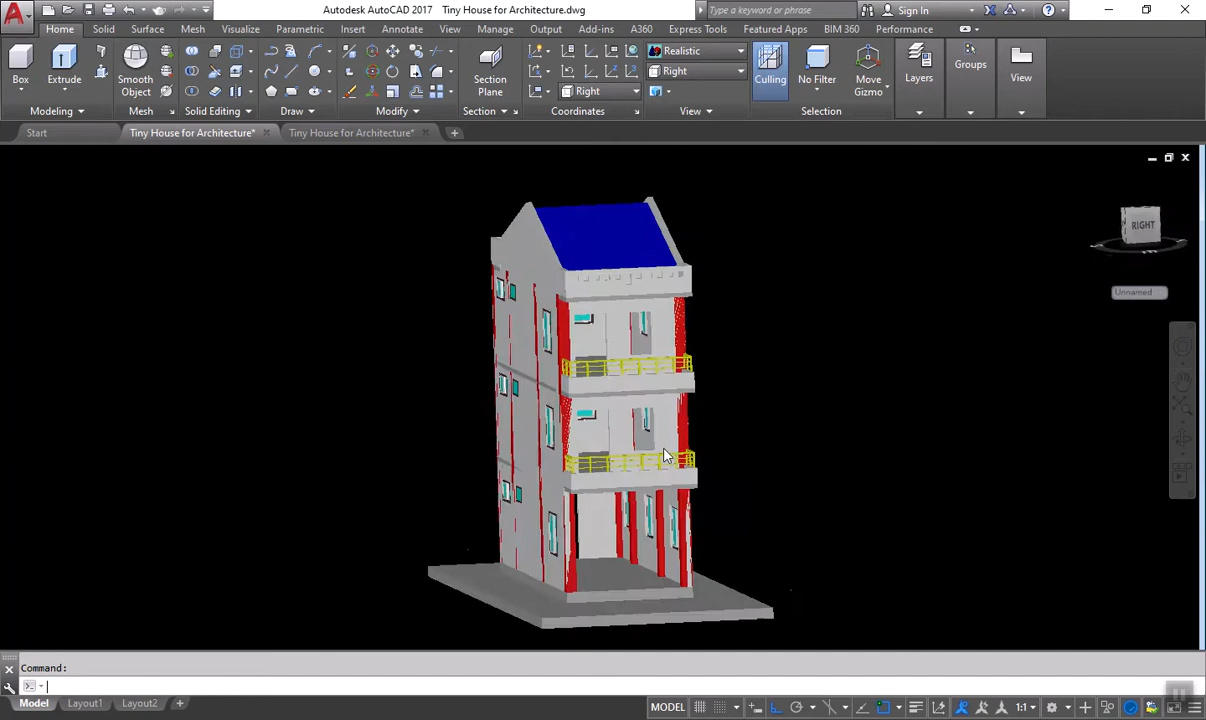 Autodesk AutoCAD 2017 Tiny House for Architecture.dwg
Type a keyword or phrase
Sign In
Home Solid Surface Mesh Visualize Parametric Insert Annotate View Manage Output Add-ins A360 Express Tools Featured Apps BIM 360 Performance
Box
Extrude
Smooth Object
Section Plane
Realistic
Right
Right
Culling
No Filter
Move Gizmo
Layers
Groups
View
Modeling
Mesh
Solid Editing
Draw
Modify
Section
Coordinates
View
Selection
Start
Tiny House for Architecture*
Tiny House for Architecture*
RIGHT
Unnamed
Command:
Model Layout1 Layout2
MODEL
1:1